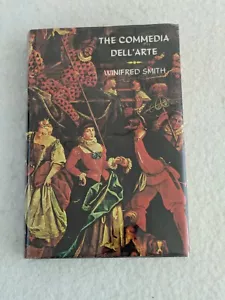 THE COMMEDIA
DELL'ARTE
WINIFRED SMITH